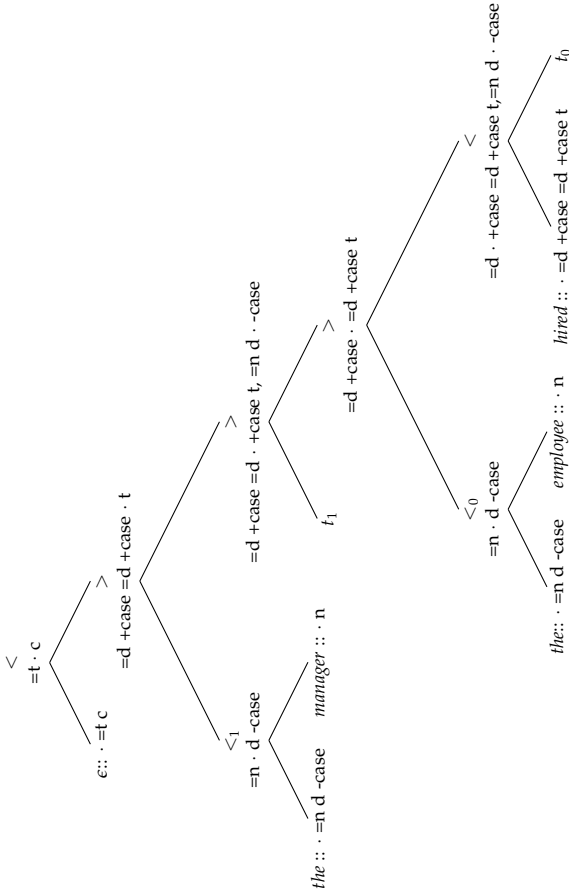 <
=t · c
ϵ:: · =t c
>
=d +case =d +case · t
<₁
=n · d -case
the :: · =n d -case
manager :: · n
>
=d +case =d · +case t, =n d · -case
t₁
>
=d +case · =d +case t
<₀
=n · d -case
the:: · =n d -case
employee :: · n
<
=d · +case =d +case t,=n d · -case
hired :: · =d +case =d +case t
t₀